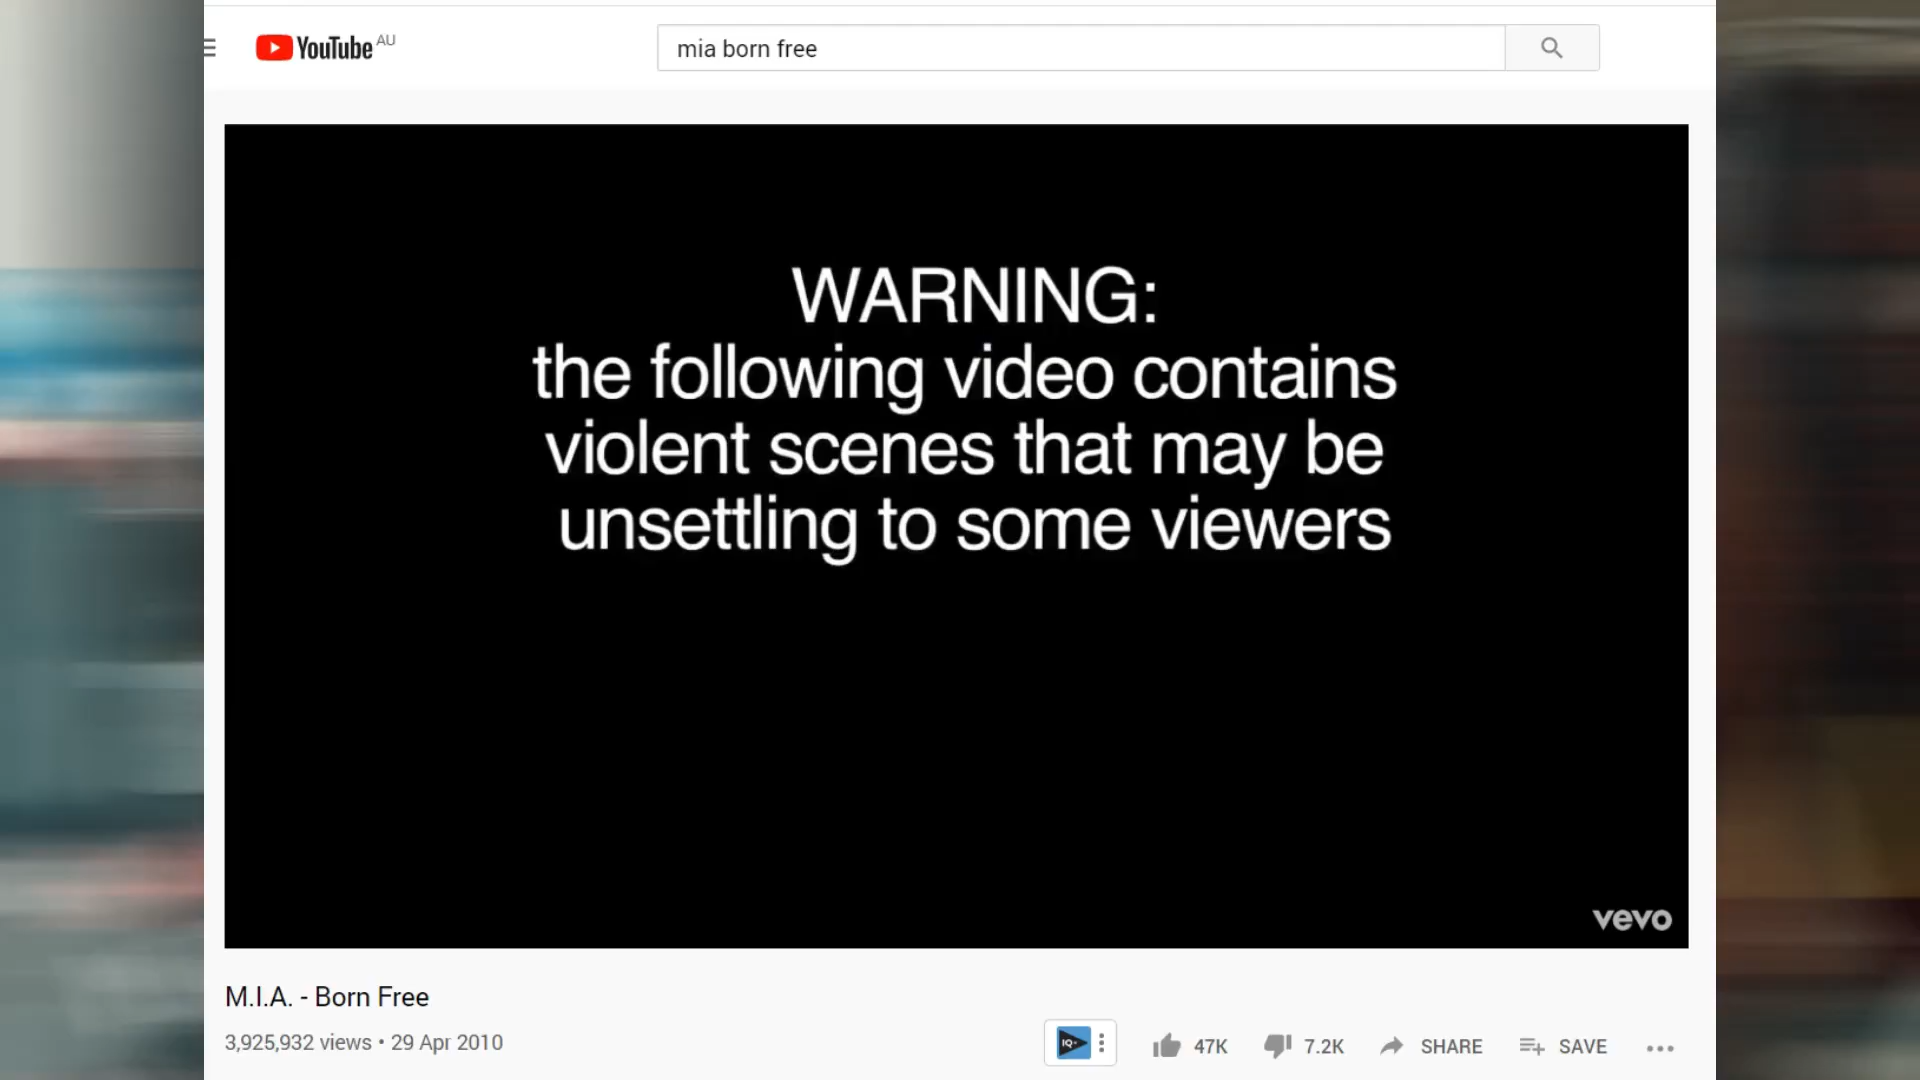 YouTube AU
mia born free
WARNING:
the following video contains
violent scenes that may be
unsettling to some viewers
vevo
M.I.A. - Born Free
3,925,932 views • 29 Apr 2010
IQ
47K
7.2K
SHARE
SAVE